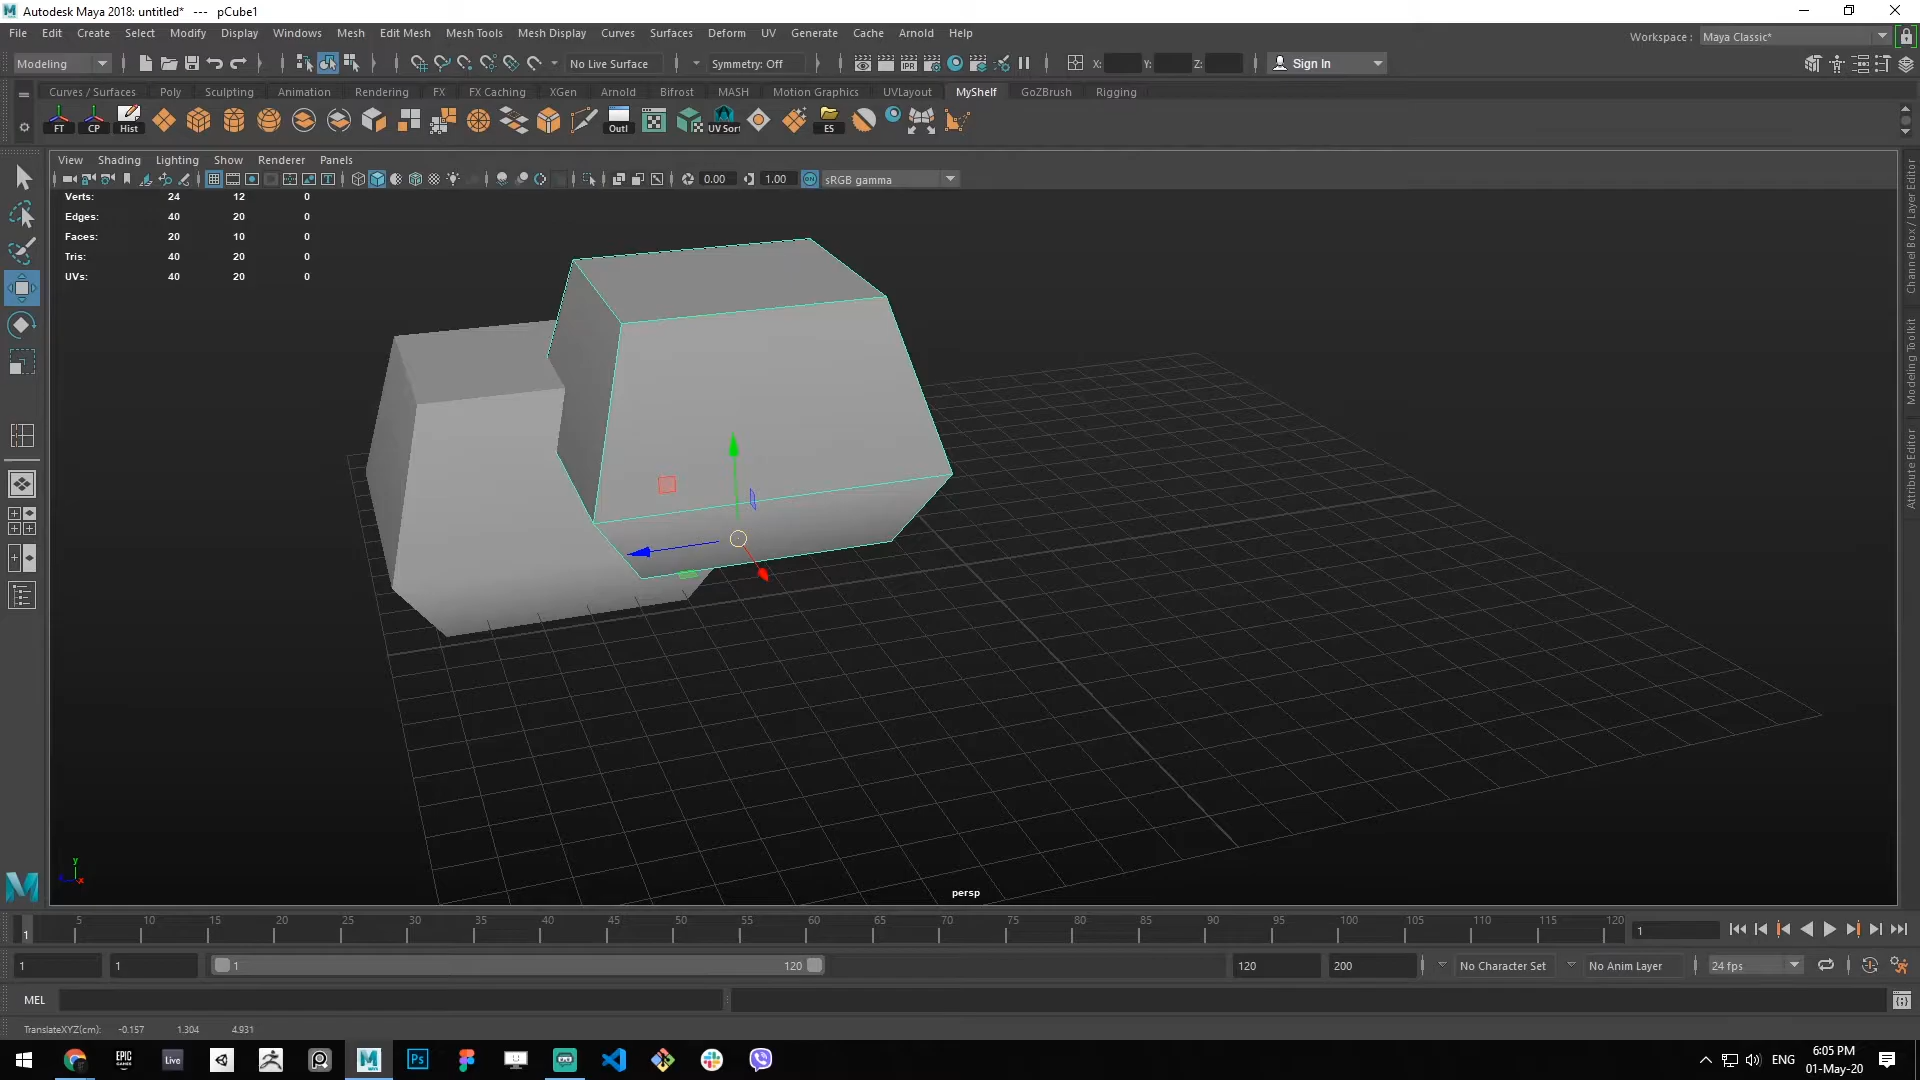 Autodesk Maya 2018: untitled* --- pCube1
File Edit Create Select Modify Display Windows Mesh Edit Mesh Mesh Tools Mesh Display Curves Surfaces Deform UV Generate Cache Arnold Help
Workspace : Maya Classic*
Modeling No Live Surface Symmetry: Off X: Y: Z: Sign In
Curves / Surfaces Poly Sculpting Animation Rendering FX FX Caching XGen Arnold Bifrost MASH Motion Graphics UVLayout MyShelf GoZBrush Rigging
FT CP Hist Outl UV Sort ES
View Shading Lighting Show Renderer Panels
0.00 1.00 ON sRGB gamma
Verts: 24 12 0
Edges: 40 20 0
Faces: 20 10 0
Tris: 40 20 0
UVs: 40 20 0
Channel Box / Layer Editor
Modeling Toolkit
Attribute Editor
y
x
persp
1 5 10 15 20 25 30 35 40 45 50 55 60 65 70 75 80 85 90 95 100 105 110 115 120 1
1 1 1 120 120 200 No Character Set No Anim Layer 24 fps
MEL
TranslateXYZ(cm): -0.157 1.304 4.931
EPIC GAMES Live Ps ENG 6:05 PM
01-May-20